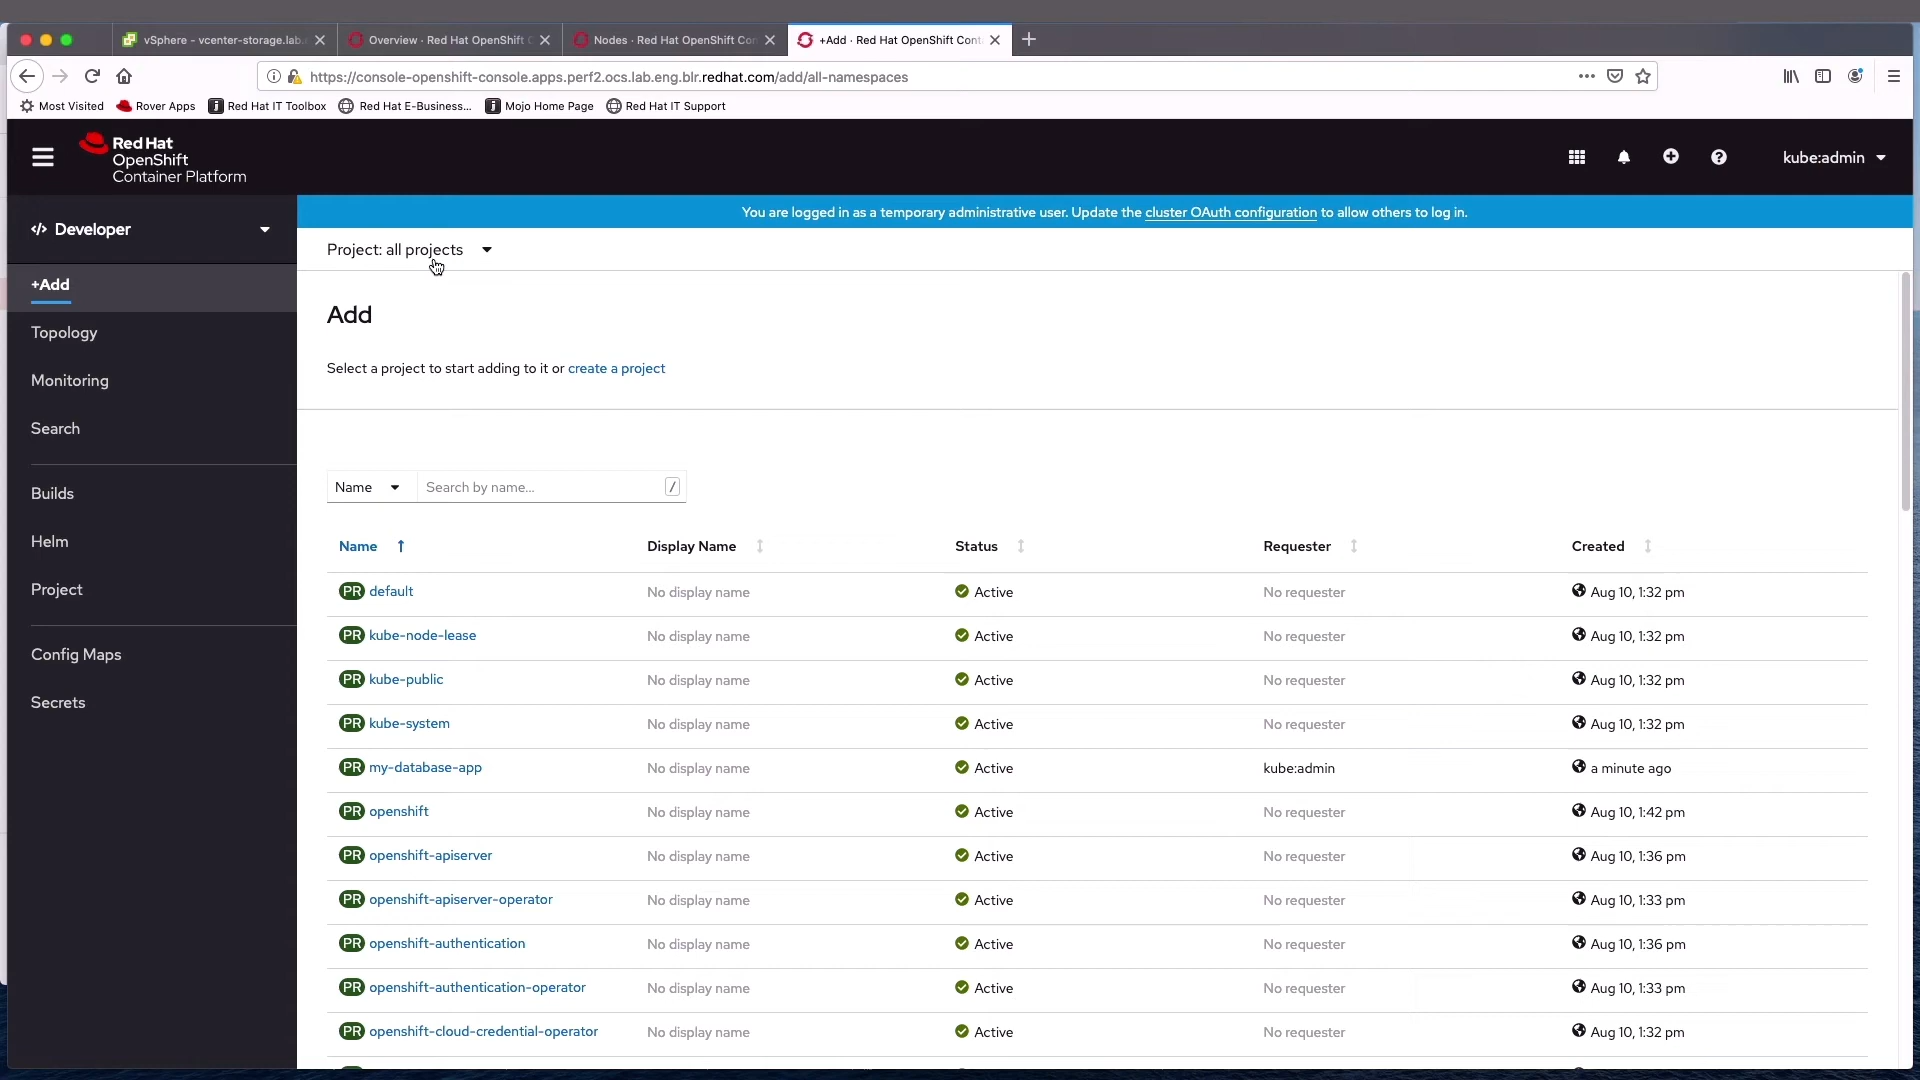 vSphere - vcenter-storage.lab.
Overview · Red Hat OpenShift C
Nodes · Red Hat OpenShift Con
+Add · Red Hat OpenShift Cont
https://console-openshift-console.apps.perf2.ocs.lab.eng.blr.redhat.com/add/all-namespaces
Most Visited
Rover Apps
Red Hat IT Toolbox
Red Hat E-Business...
Mojo Home Page
Red Hat IT Support
Red Hat
OpenShift
Container Platform
kube:admin
Developer
You are logged in as a temporary administrative user. Update the cluster OAuth configuration to allow others to log in.
Project: all projects
+Add
Topology
Monitoring
Search
Builds
Helm
Project
Config Maps
Secrets
Add
Select a project to start adding to it or create a project
Name Search by name... /
Name Display Name Status Requester Created
PR default No display name Active No requester Aug 10, 1:32 pm
PR kube-node-lease No display name Active No requester Aug 10, 1:32 pm
PR kube-public No display name Active No requester Aug 10, 1:32 pm
PR kube-system No display name Active No requester Aug 10, 1:32 pm
PR my-database-app No display name Active kube:admin a minute ago
PR openshift No display name Active No requester Aug 10, 1:42 pm
PR openshift-apiserver No display name Active No requester Aug 10, 1:36 pm
PR openshift-apiserver-operator No display name Active No requester Aug 10, 1:33 pm
PR openshift-authentication No display name Active No requester Aug 10, 1:36 pm
PR openshift-authentication-operator No display name Active No requester Aug 10, 1:33 pm
PR openshift-cloud-credential-operator No display name Active No requester Aug 10, 1:32 pm